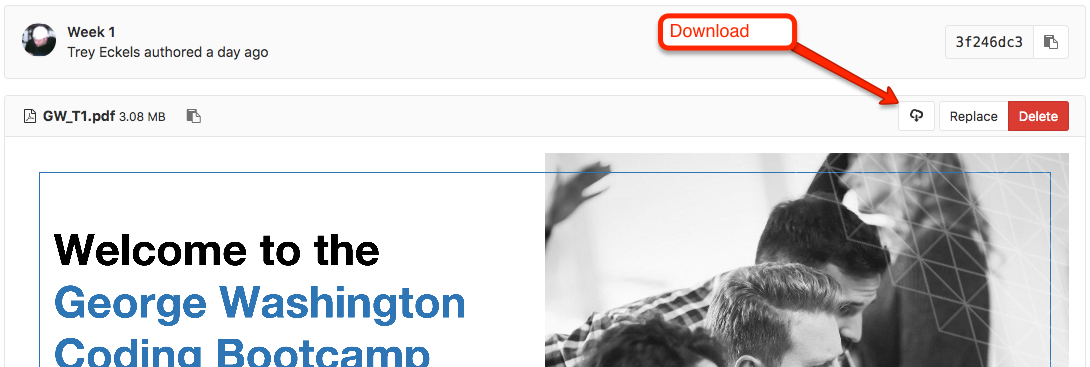 Week 1
Trey Eckels authored a day ago
Download
3f246dc3
GW_T1.pdf 3.08 MB
Replace
Delete
Welcome to the
George Washington
Coding Bootcamp